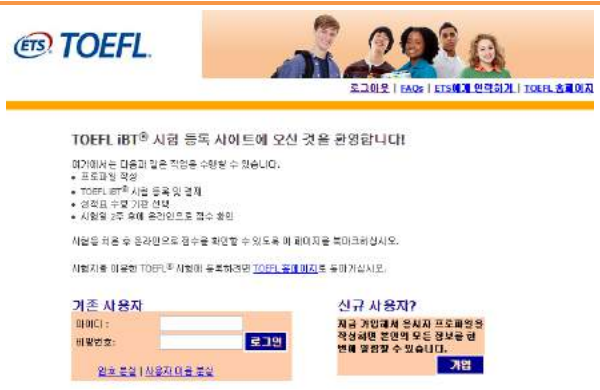 ETS TOEFL
로그아웃 | FAQs | ETS에게 연락하기 | TOEFL 홈페이지
TOEFL iBT® 시험 등록 사이트에 오신 것을 환영합니다!
여기에서는 다음과 같은 작업을 수행할 수 있습니다.
• 프로파일 작성
• TOEFL iBT® 시험 등록 및 결제
• 성적표 수령 기관 선택
• 시험일 2주 후에 온라인으로 점수 확인
시험을 치른 후 온라인으로 점수를 확인할 수 있도록 이 페이지를 북마크하십시오.
시험지를 이용한 TOEFL® 시험에 등록하려면 TOEFL 홈페이지로 돌아가십시오.
기존 사용자
아이디 :
비밀번호:
로그인
암호 분실 | 사용자 이름 분실
신규 사용자?
지금 가입해서 응시자 프로파일을
작성하면 본인의 모든 정보를 한
번에 열람할 수 있습니다.
가입